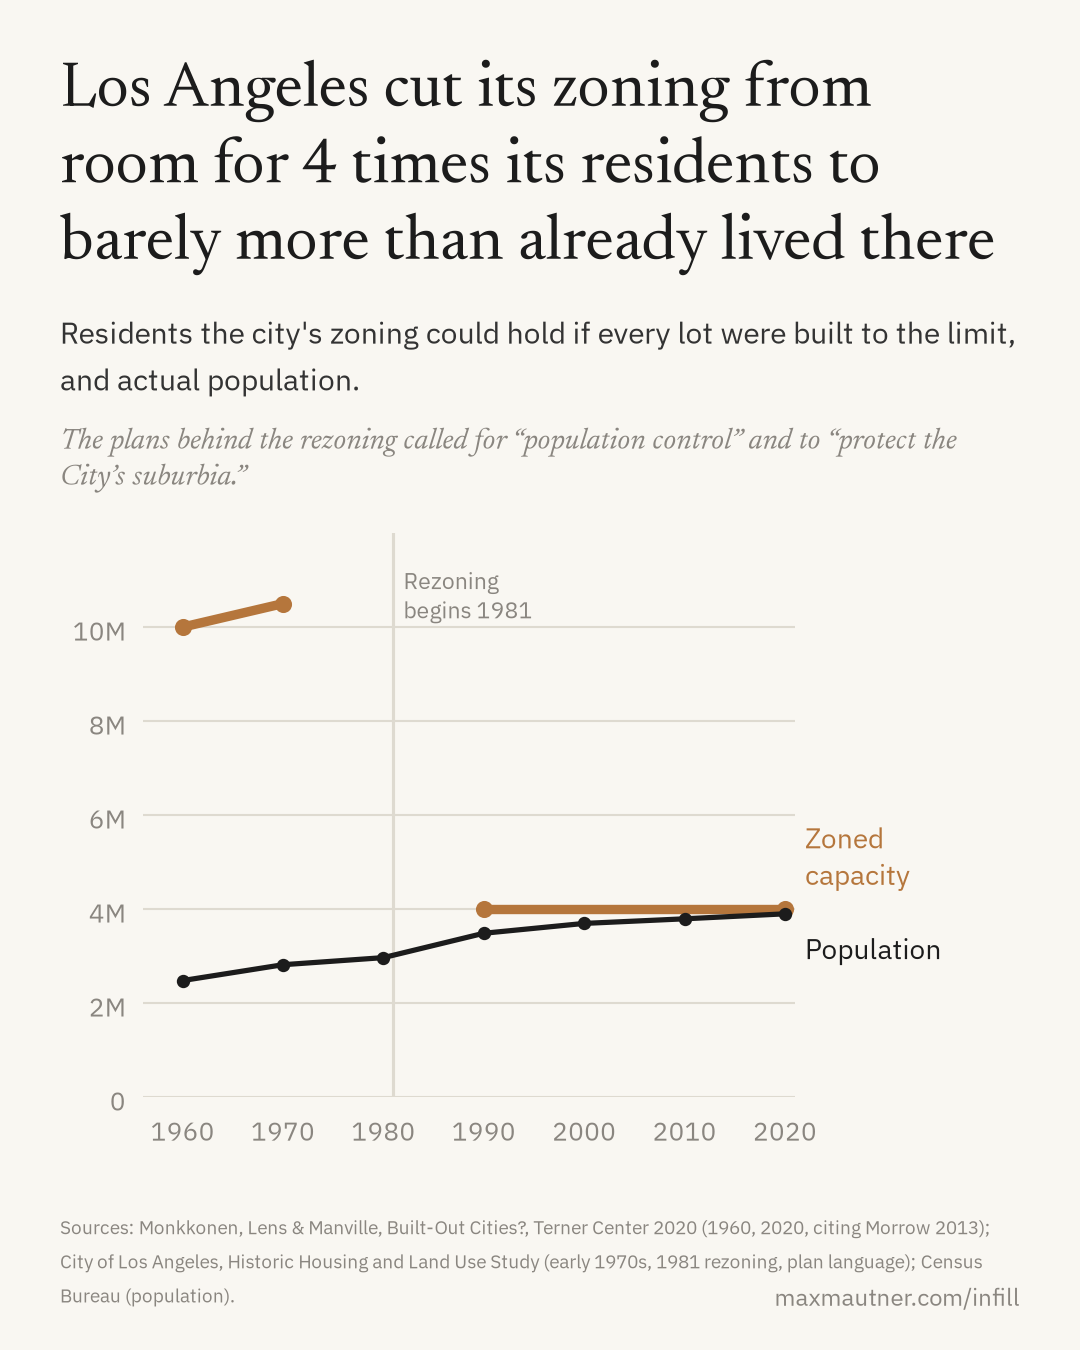 Los Angeles cut its zoning from
room for 4 times its residents to
barely more than already lived there
Residents the city's zoning could hold if every lot were built to the limit,
and actual population.
The plans behind the rezoning called for “population control” and to “protect the
City’s suburbia.”
Rezoning
begins 1981
10M
8M
6M
4M
2M
0
Zoned
capacity
Population
1960 1970 1980 1990 2000 2010 2020
Sources: Monkkonen, Lens & Manville, Built-Out Cities?, Terner Center 2020 (1960, 2020, citing Morrow 2013);
City of Los Angeles, Historic Housing and Land Use Study (early 1970s, 1981 rezoning, plan language); Census
Bureau (population).
maxmautner.com/infill